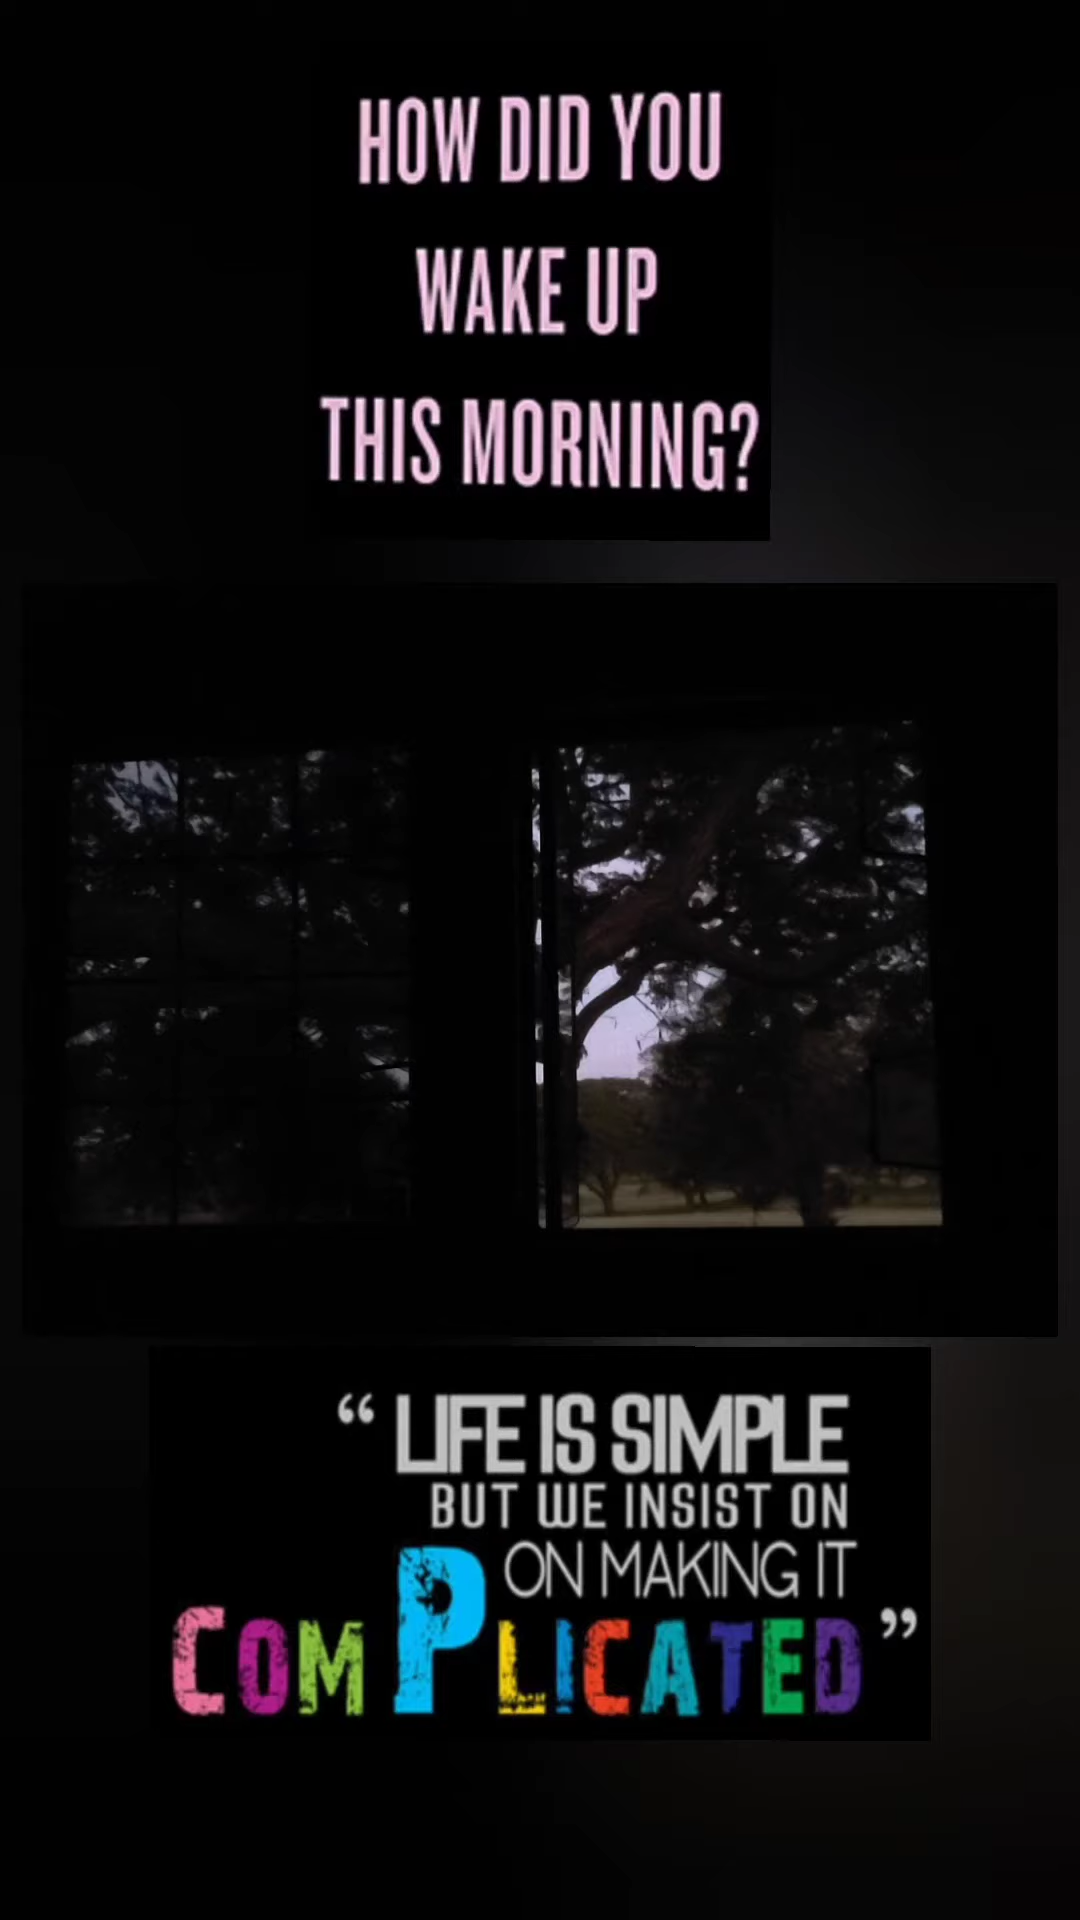 HOW DID YOU
WAKE UP
THIS MORNING?
“ LIFE IS SIMPLE
BUT WE INSIST ON
ON MAKING IT
COMPLICATED ”